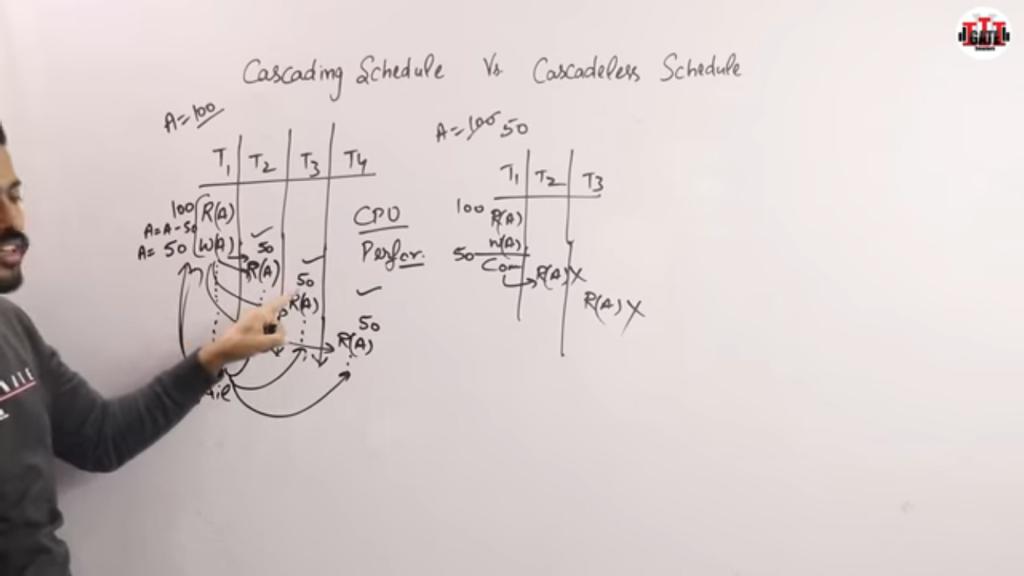 Cascading Schedule Vs Cascadeless Schedule
A=100
T1 T2 T3 T4
100 R(A)
A=A-50
A=50 W(A)
50
R(A)
50
R(A)
50
R(A)
CPU
Perfor.
A=100 50
T1 T2 T3
100
R(A)
W(A)
50
Com
R(A)X
R(A)X
GATE